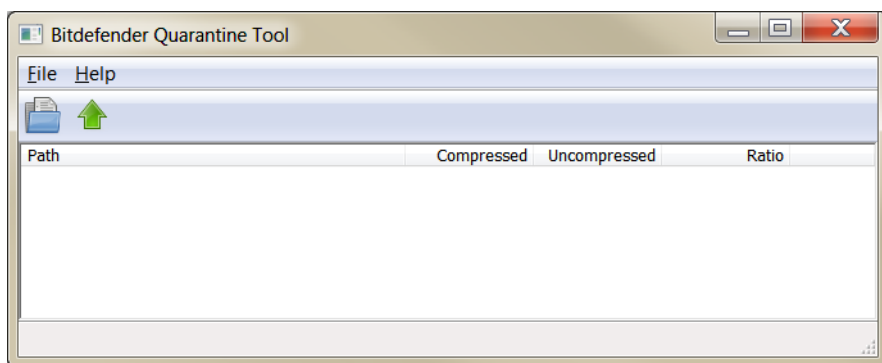 Bitdefender Quarantine Tool
File Help
Path Compressed Uncompressed Ratio